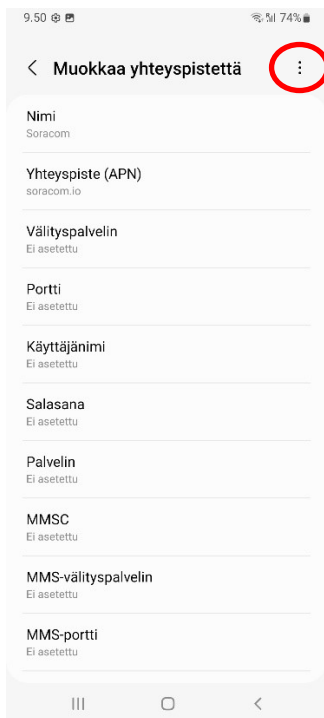 9.50 74%
Muokkaa yhteyspistettä
Nimi
Soracom
Yhteyspiste (APN)
soracom.io
Välityspalvelin
Ei asetettu
Portti
Ei asetettu
Käyttäjänimi
Ei asetettu
Salasana
Ei asetettu
Palvelin
Ei asetettu
MMSC
Ei asetettu
MMS-välityspalvelin
Ei asetettu
MMS-portti
Ei asetettu